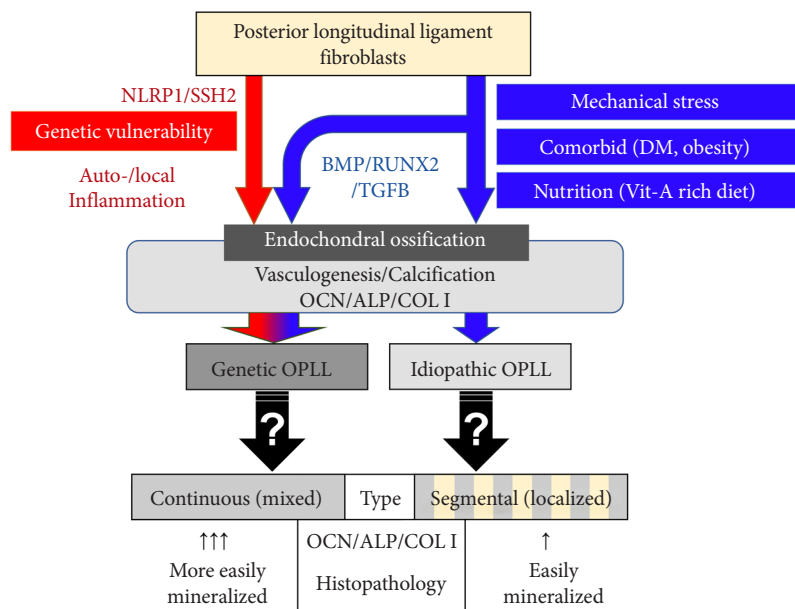 Posterior longitudinal ligament
fibroblasts
NLRP1/SSH2
Genetic vulnerability
Auto-/local
Inflammation
BMP/RUNX2
/TGFB
Mechanical stress
Comorbid (DM, obesity)
Nutrition (Vit-A rich diet)
Endochondral ossification
Vasculogenesis/Calcification
OCN/ALP/COL I
Genetic OPLL
Idiopathic OPLL
?
?
Continuous (mixed)
Type
Segmental (localized)
↑↑↑
More easily
mineralized
OCN/ALP/COL I
Histopathology
↑
Easily
mineralized